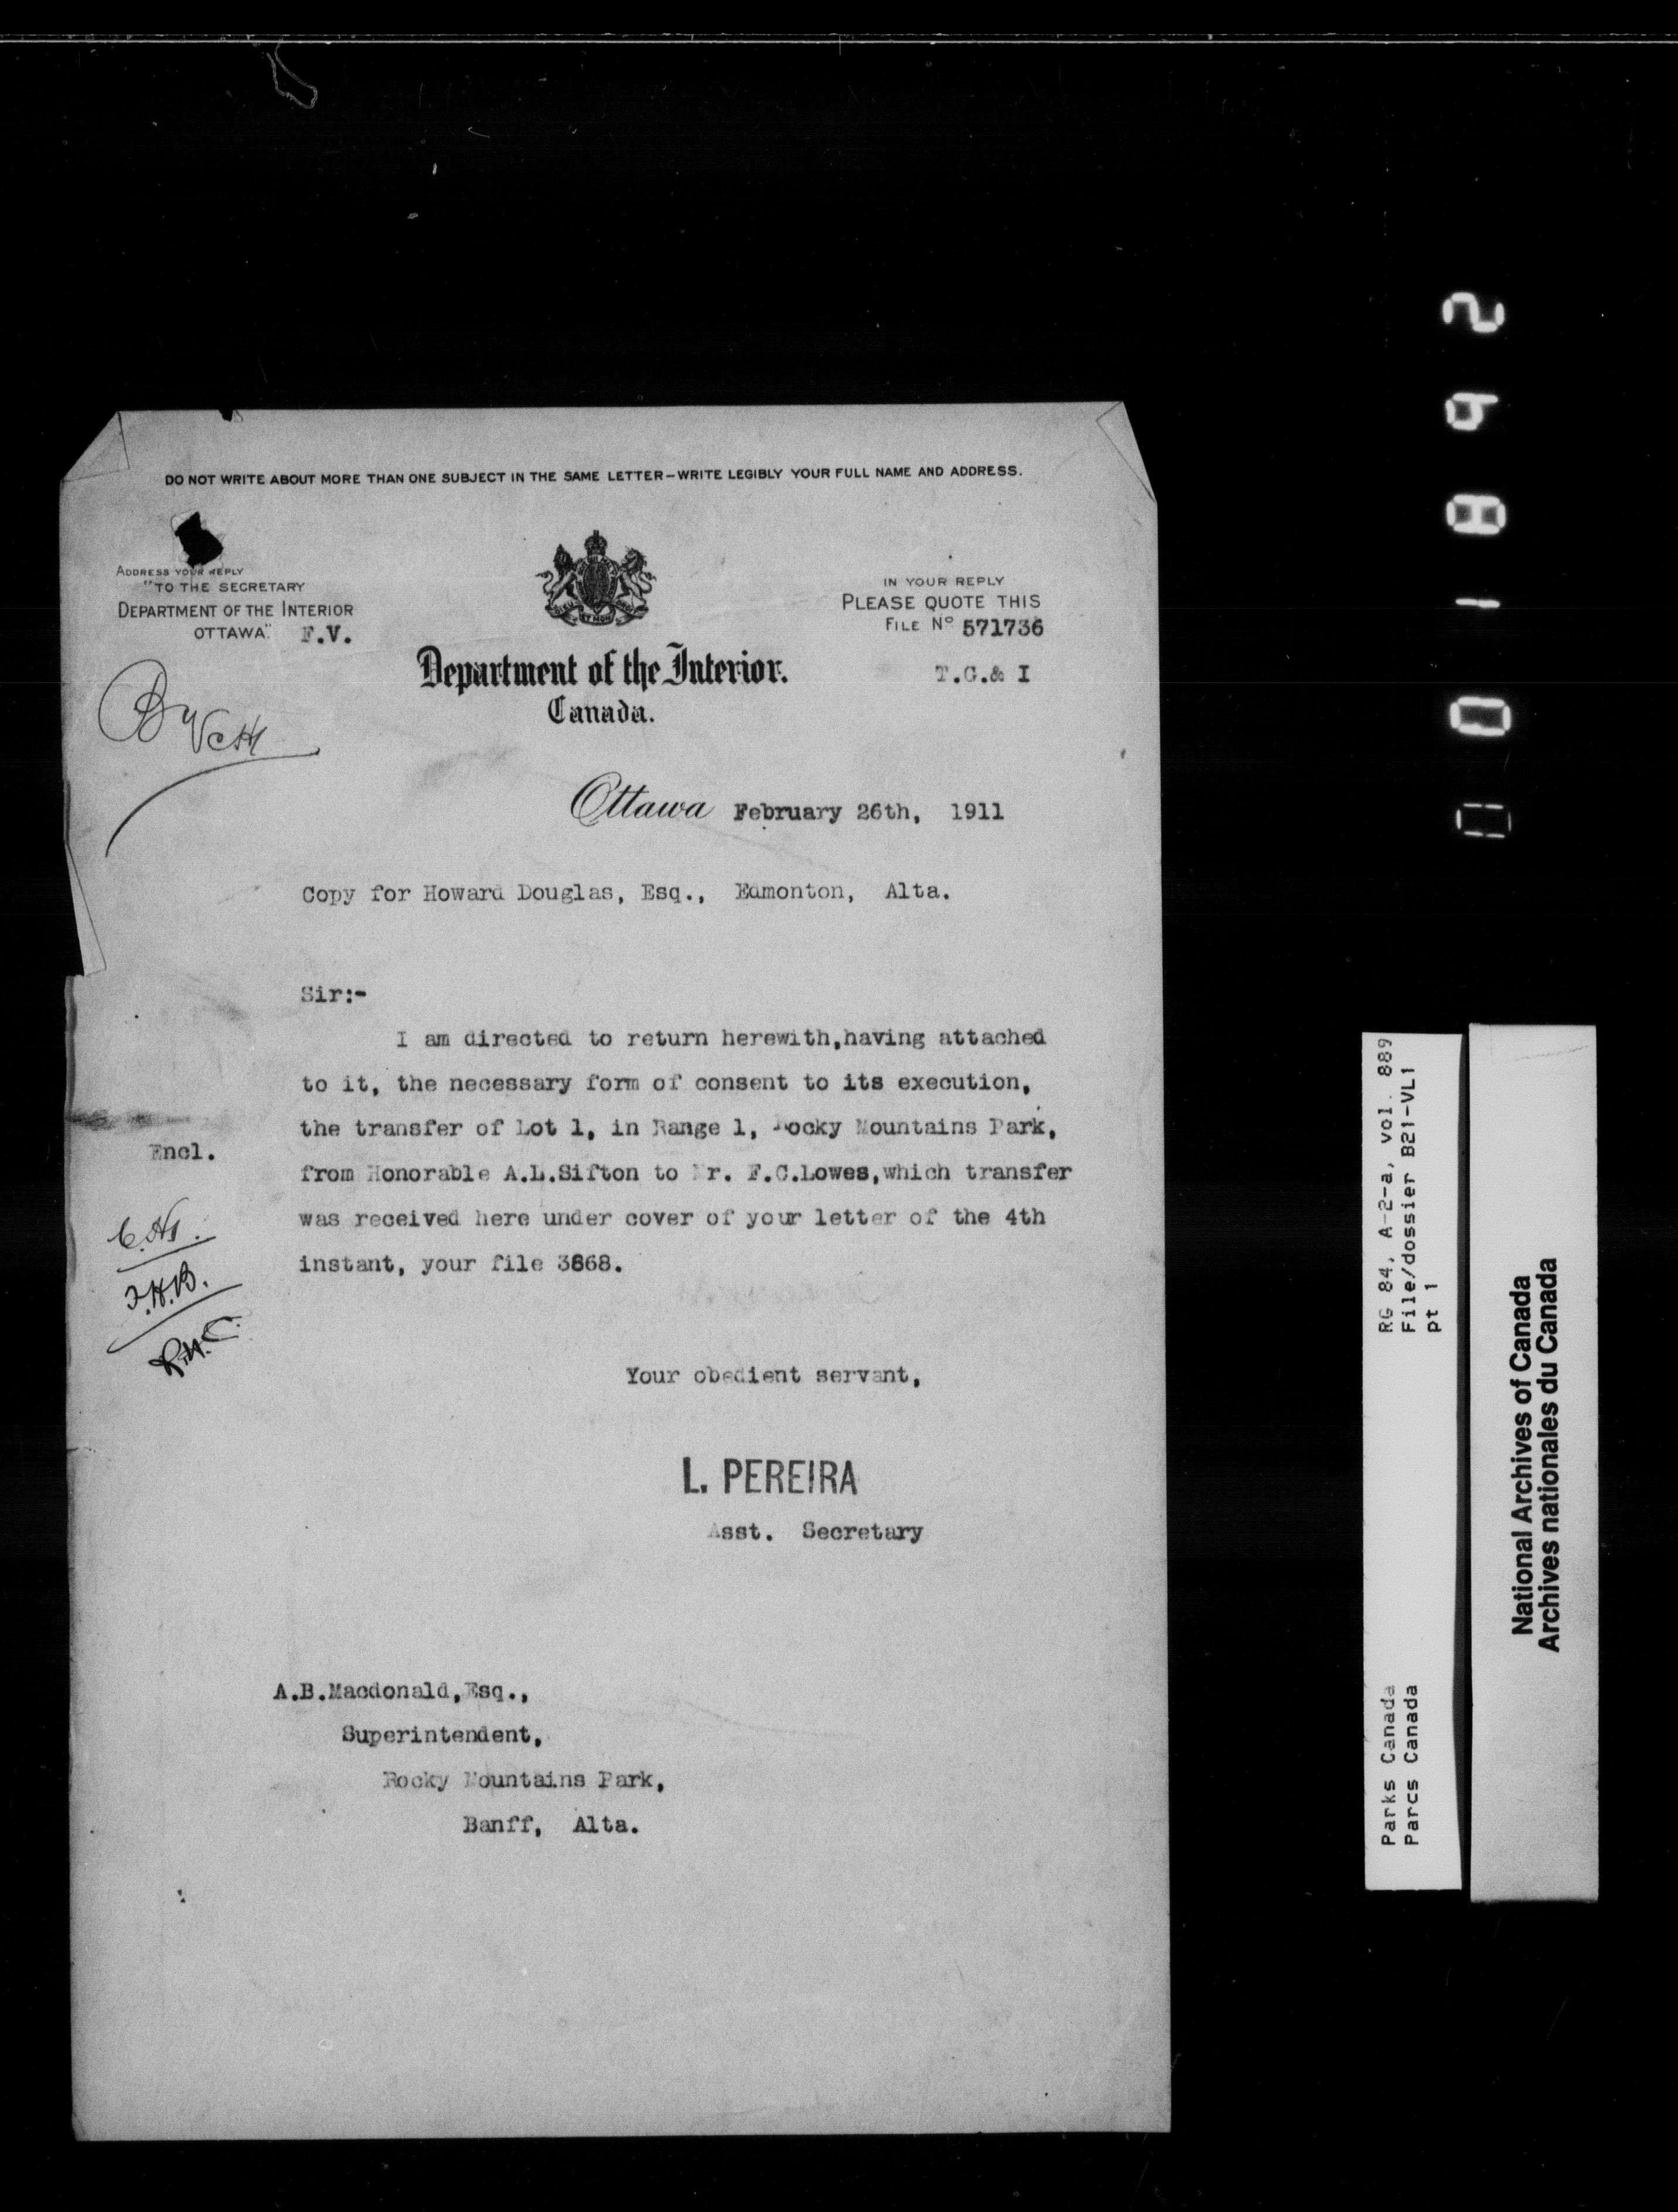 DO NOT WRITE ABOUT MORE THAN ONE SUBJECT IN THE SAME LETTER—WRITE LEGIBLY YOUR FULL NAME AND ADDRESS.
ADDRESS YOUR REPLY
"TO THE SECRETARY
DEPARTMENT OF THE INTERIOR
OTTAWA." F.V.
IN YOUR REPLY
PLEASE QUOTE THIS
FILE No 571736
T.G.& I
Department of the Interior.
Canada.
Ottawa February 26th, 1911
Copy for Howard Douglas, Esq., Edmonton, Alta.
Sir:-
I am directed to return herewith,having attached
to it, the necessary form of consent to its execution,
the transfer of Lot 1, in Range 1, Rocky Mountains Park,
Encl.
from Honorable A.L.Sifton to Mr. F.C.Lowes,which transfer
was received here under cover of your letter of the 4th
instant, your file 3868.
F.H.B.
Your obedient servant,
L. PEREIRA
Asst. Secretary
A.B.Macdonald,Esq.,
Superintendent,
Rocky Mountains Park,
Banff, Alta.
RG 84, A-2-a, vol. 889
File/dossier B21-VL1
pt 1
Parks Canada
Parcs Canada
National Archives of Canada
Archives nationales du Canada